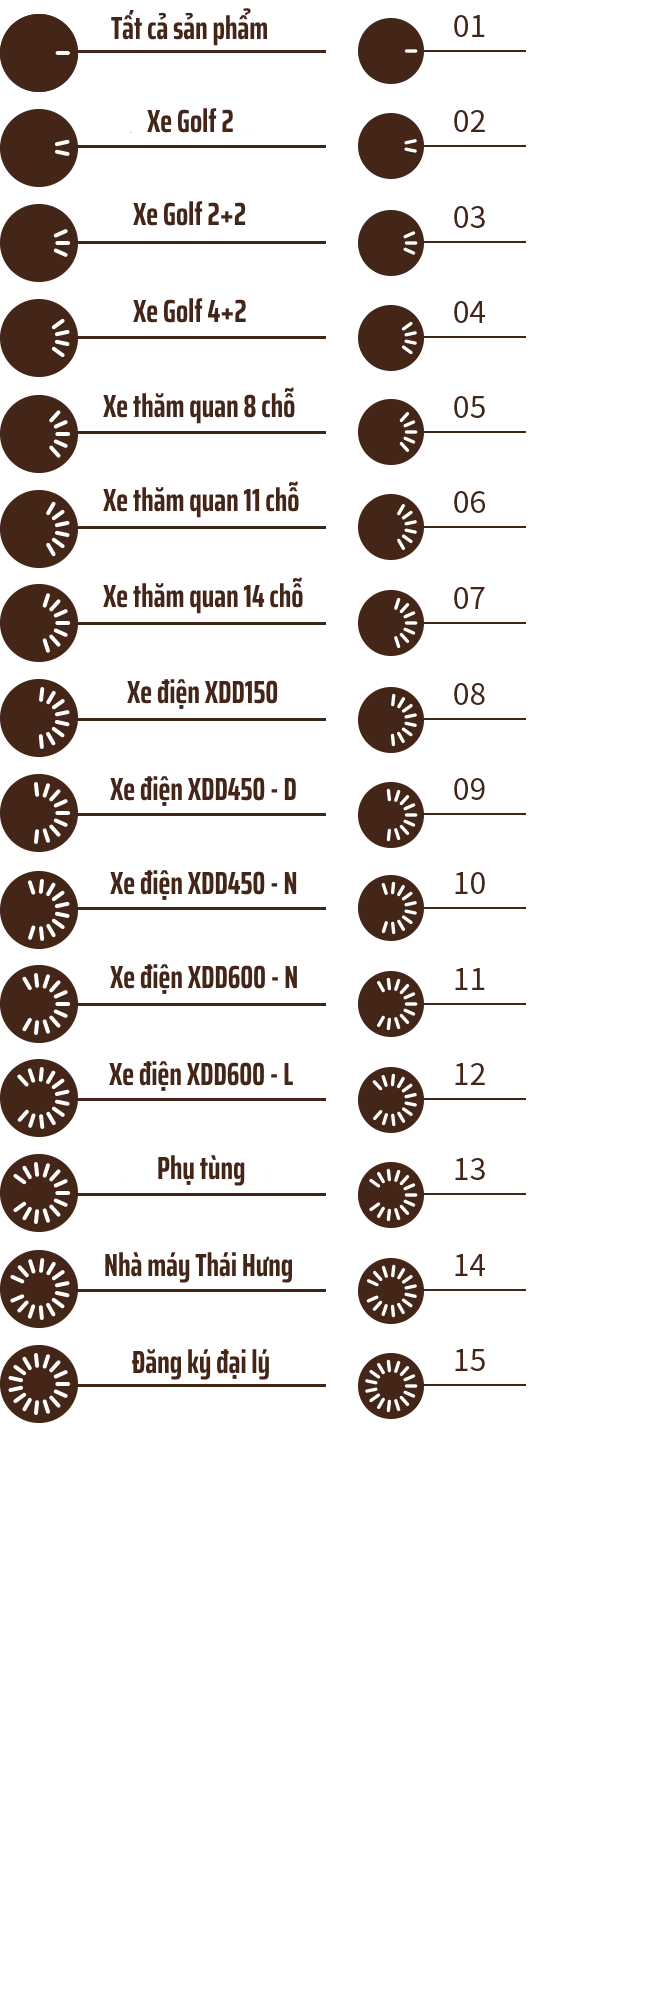 Tất cả sản phẩm 01
Xe Golf 2 02
Xe Golf 2+2 03
Xe Golf 4+2 04
Xe thăm quan 8 chỗ 05
Xe thăm quan 11 chỗ 06
Xe thăm quan 14 chỗ 07
Xe điện XDD150 08
Xe điện XDD450 - D 09
Xe điện XDD450 - N 10
Xe điện XDD600 - N 11
Xe điện XDD600 - L 12
Phụ tùng 13
Nhà máy Thái Hưng 14
Đăng ký đại lý 15